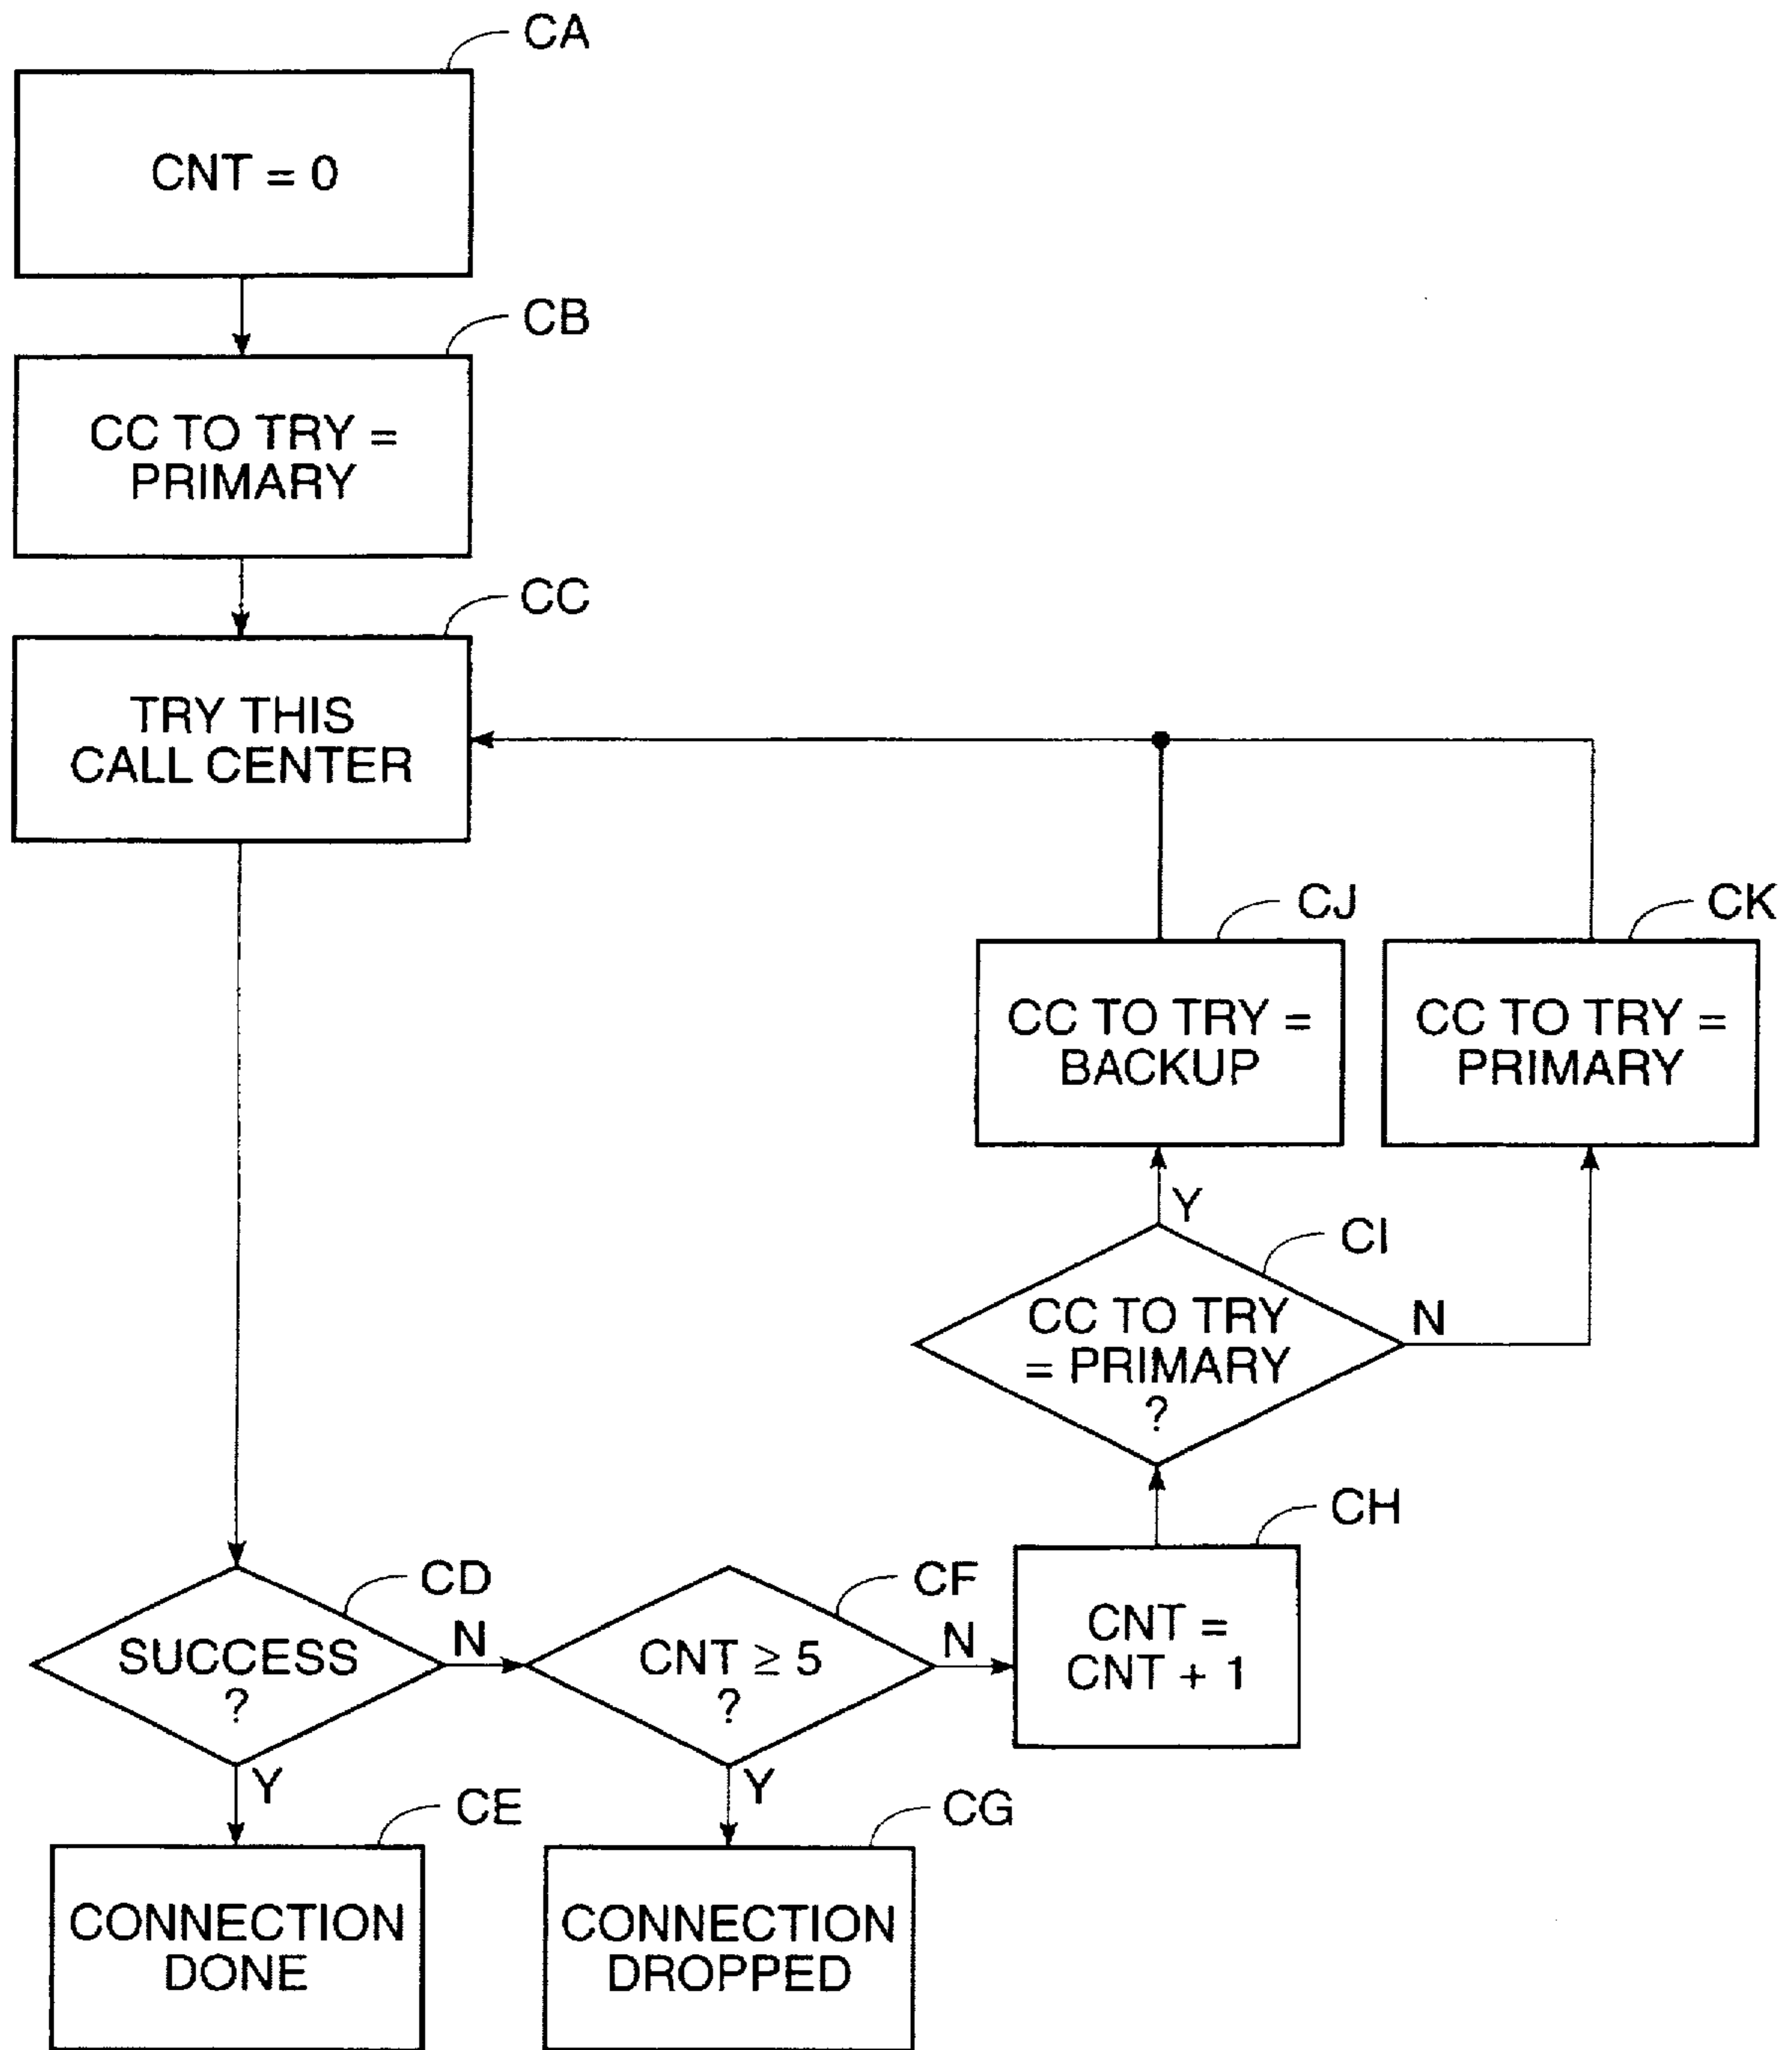 CA
CNT = 0
CB
CC TO TRY =
PRIMARY
CC
TRY THIS
CALL CENTER
CJ
CK
CC TO TRY =
BACKUP
CC TO TRY =
PRIMARY
Y
CI
CC TO TRY
= PRIMARY
?
N
CH
CNT =
CNT + 1
CD
SUCCESS
?
N
CF
CNT ≥ 5
?
N
Y
CE
CONNECTION
DONE
Y
CG
CONNECTION
DROPPED